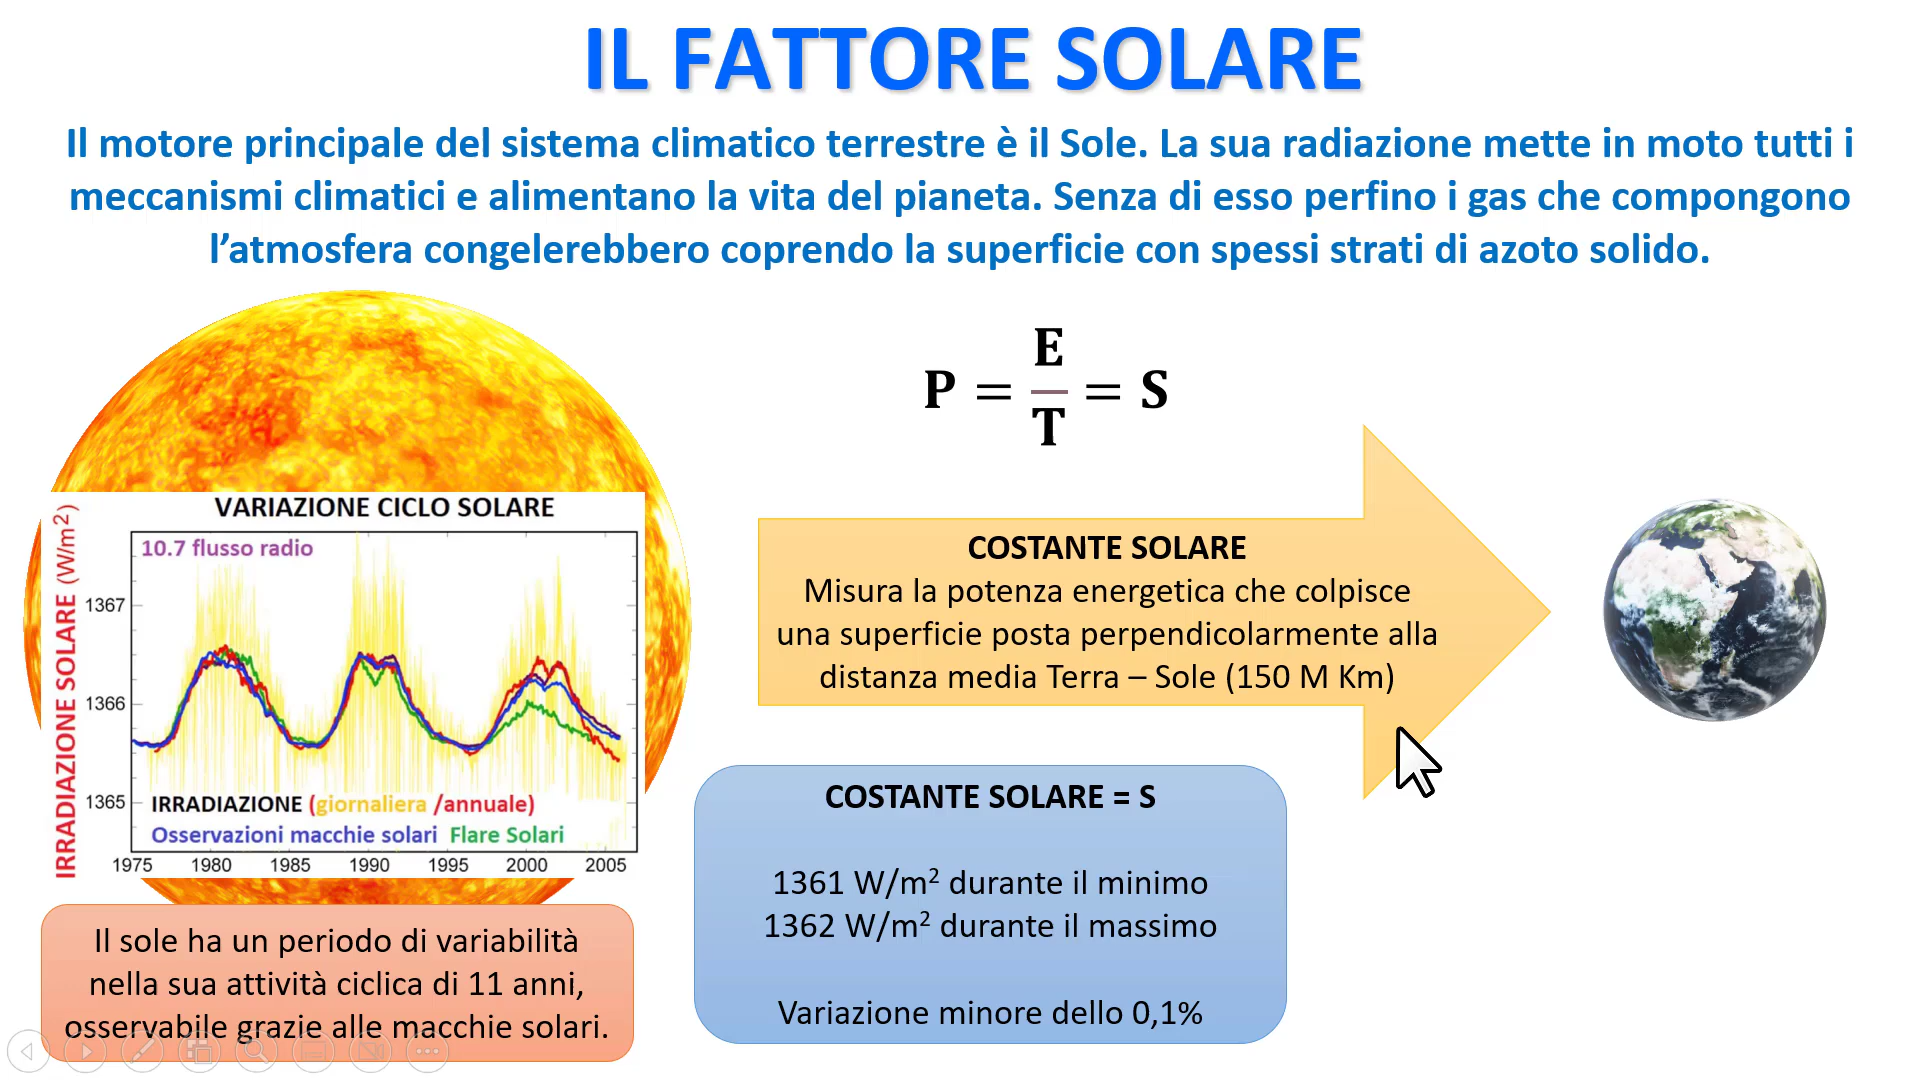 IL FATTORE SOLARE
Il motore principale del sistema climatico terrestre è il Sole. La sua radiazione mette in moto tutti i
meccanismi climatici e alimentano la vita del pianeta. Senza di esso perfino i gas che compongono
l’atmosfera congelerebbero coprendo la superficie con spessi strati di azoto solido.
P = E/T = S
VARIAZIONE CICLO SOLARE
IRRADIAZIONE SOLARE (W/m²)
10.7 flusso radio
1367
1366
1365
IRRADIAZIONE (giornaliera /annuale)
Osservazioni macchie solari Flare Solari
1975 1980 1985 1990 1995 2000 2005
COSTANTE SOLARE
Misura la potenza energetica che colpisce
una superficie posta perpendicolarmente alla
distanza media Terra – Sole (150 M Km)
COSTANTE SOLARE = S
1361 W/m² durante il minimo
1362 W/m² durante il massimo
Variazione minore dello 0,1%
Il sole ha un periodo di variabilità
nella sua attività ciclica di 11 anni,
osservabile grazie alle macchie solari.